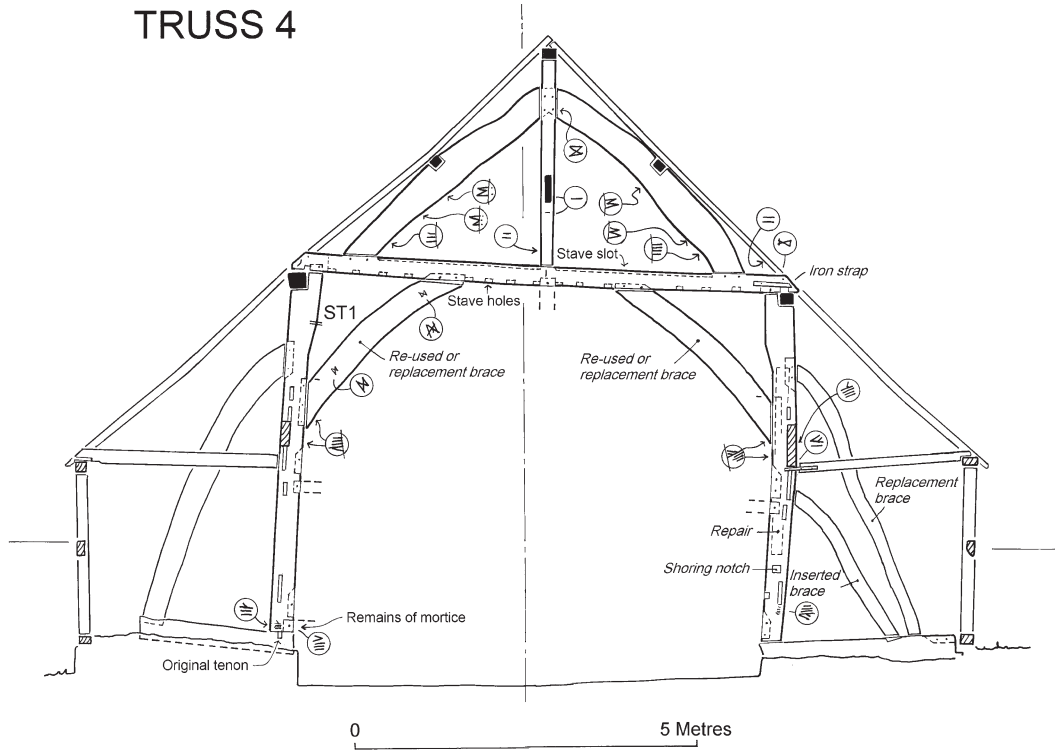 TRUSS 4
Stave slot
Iron strap
ST1
Stave holes
Re-used or
replacement brace
Re-used or
replacement brace
Replacement
brace
Repair
Shoring notch
Inserted
brace
Remains of mortice
Original tenon
0 5 Metres